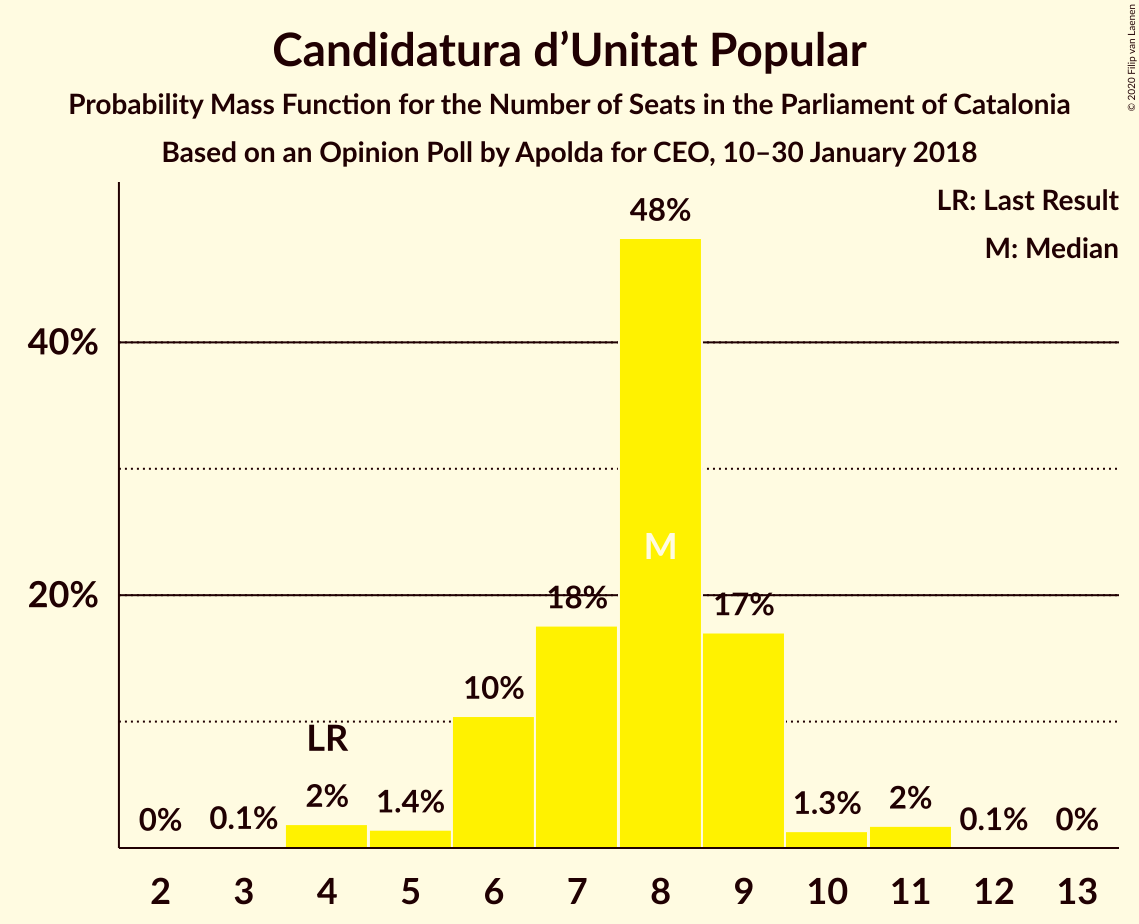 Candidatura d’Unitat Popular
Probability Mass Function for the Number of Seats in the Parliament of Catalonia
Based on an Opinion Poll by Apolda for CEO, 10–30 January 2018
© 2020 Filip van Laenen
LR: Last Result
M: Median
48%
40%
M
20%
18%
17%
10%
LR
0%
0.1%
2%
1.4%
1.3%
2%
0.1%
0%
2 3 4 5 6 7 8 9 10 11 12 13